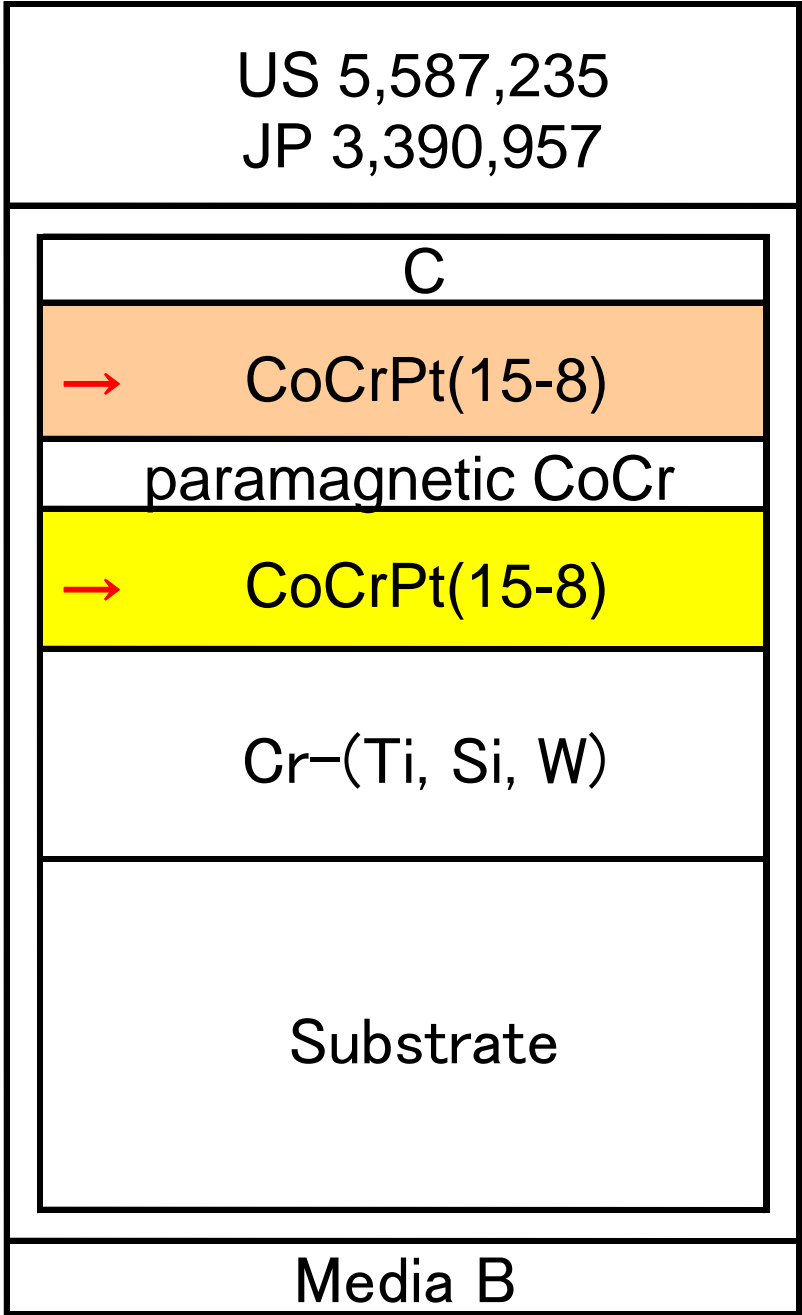 US 5,587,235
JP 3,390,957
C
→ CoCrPt(15-8)
paramagnetic CoCr
→ CoCrPt(15-8)
Cr-(Ti, Si, W)
Substrate
Media B